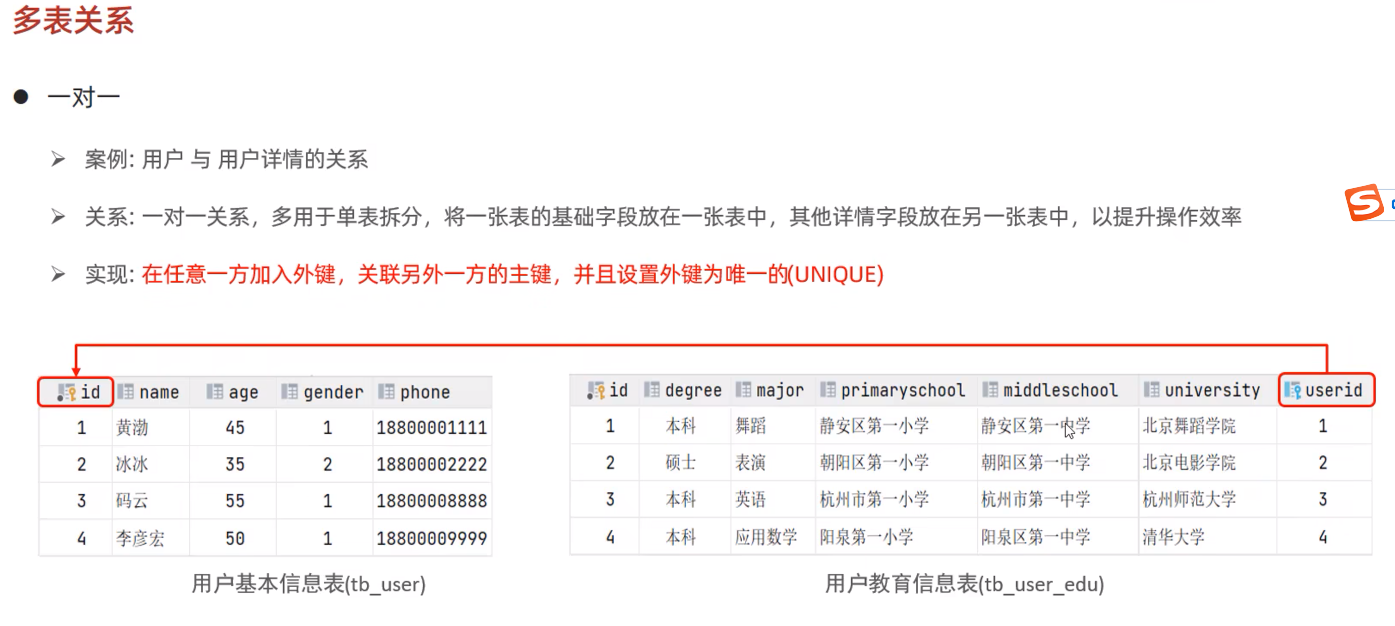 多表关系
● 一对一
➢ 案例: 用户 与 用户详情的关系
➢ 关系: 一对一关系，多用于单表拆分，将一张表的基础字段放在一张表中，其他详情字段放在另一张表中，以提升操作效率
➢ 实现: 在任意一方加入外键，关联另外一方的主键，并且设置外键为唯一的(UNIQUE)
id name age gender phone
1 黄渤 45 1 18800001111
2 冰冰 35 2 18800002222
3 码云 55 1 18800008888
4 李彦宏 50 1 18800009999
用户基本信息表(tb_user)
id degree major primaryschool middleschool university userid
1 本科 舞蹈 静安区第一小学 静安区第一中学 北京舞蹈学院 1
2 硕士 表演 朝阳区第一小学 朝阳区第一中学 北京电影学院 2
3 本科 英语 杭州市第一小学 杭州市第一中学 杭州师范大学 3
4 本科 应用数学 阳泉第一小学 阳泉区第一中学 清华大学 4
用户教育信息表(tb_user_edu)